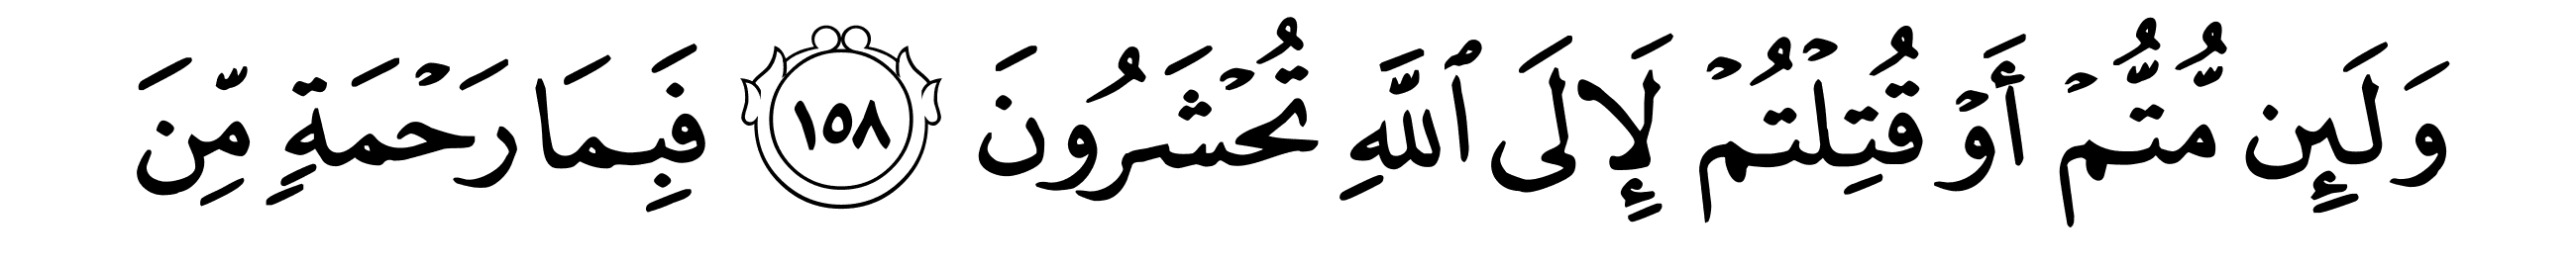 وَلَئِن مُّتُّمۡ أَوۡ قُتِلۡتُمۡ لَإِلَى ٱللَّهِ تُحۡشَرُونَ ١٥٨ فَبِمَا رَحۡمَةٖ مِّنَ